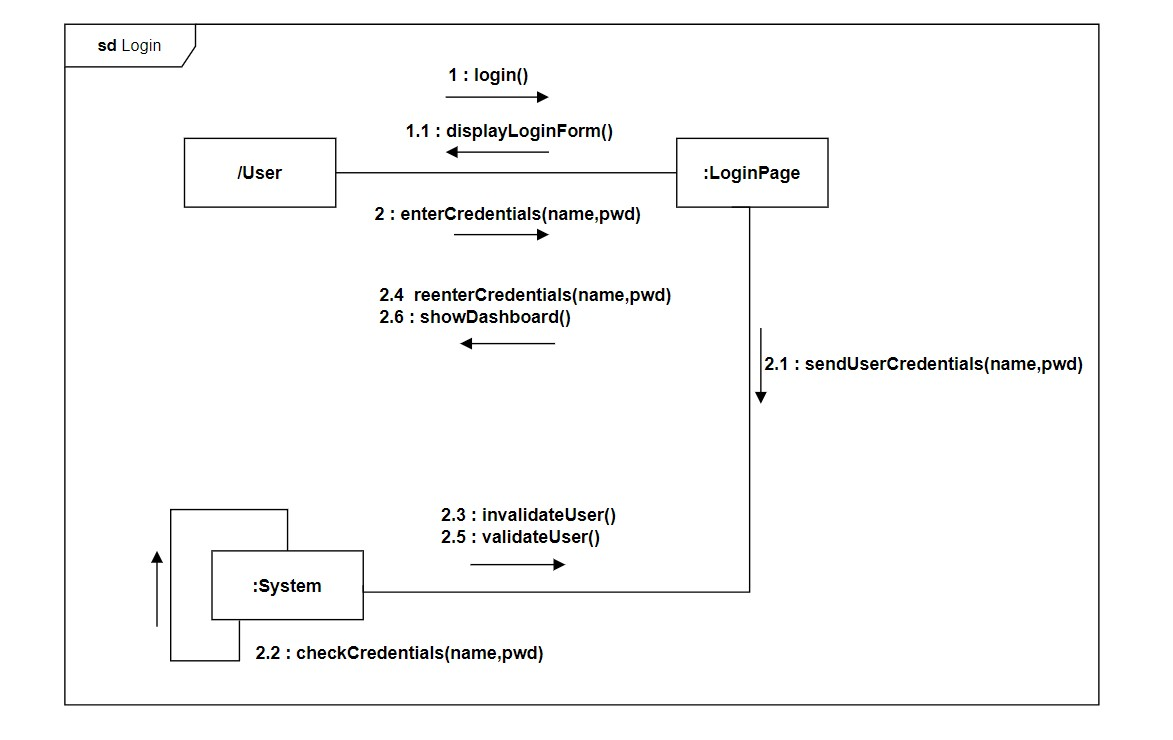 sd Login
1 : login()
1.1 : displayLoginForm()
/User
:LoginPage
2 : enterCredentials(name,pwd)
2.4  reenterCredentials(name,pwd)
2.6 : showDashboard()
2.1 : sendUserCredentials(name,pwd)
2.3 : invalidateUser()
2.5 : validateUser()
:System
2.2 : checkCredentials(name,pwd)